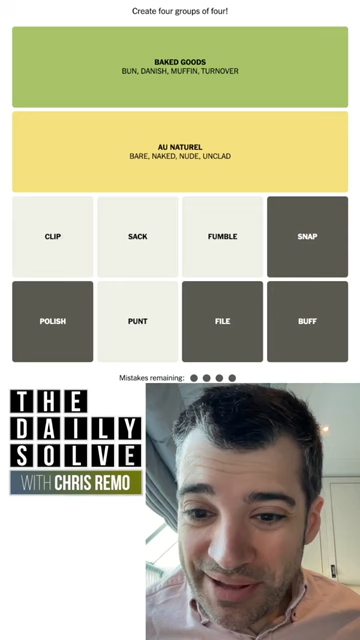 Create four groups of four!
BAKED GOODS
BUN, DANISH, MUFFIN, TURNOVER
AU NATUREL
BARE, NAKED, NUDE, UNCLAD
CLIP SACK FUMBLE SNAP
POLISH PUNT FILE BUFF
Mistakes remaining:
THE
DAILY
SOLVE
WITH CHRIS REMO